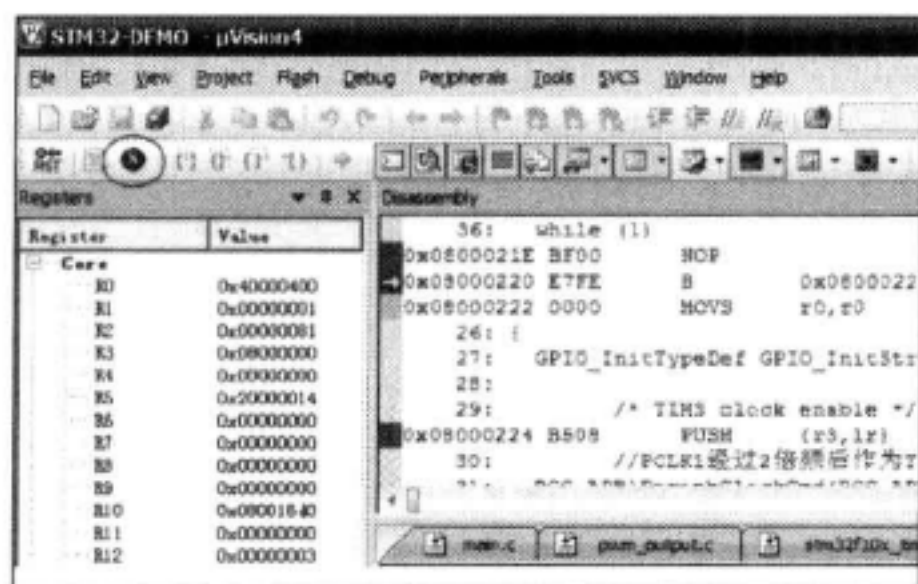 STM32-DEMO - μVision4
File Edit View Project Flash Debug Peripherals Tools SVCS Window Help
RST
Registers
Disassembly
Register Value
Core
R0 0x40000400
R1 0x00000001
R2 0x00000081
R3 0x08000000
R4 0x00000000
R5 0x20000014
R6 0x00000000
R7 0x00000000
R8 0x00000000
R9 0x00000000
R10 0x08001840
R11 0x00000000
R12 0x00000003
36: while (1)
0x0800021E BF00 NOP
0x08000220 E7FE B 0x0800022
0x08000222 0000 MOVS r0,r0
26: {
27: GPIO_InitTypeDef GPIO_InitStr
28:
29: /* TIM3 clock enable */
0x08000224 B508 PUSH {r3,lr}
30: //PCLK1经过2倍频后作为T
main.c pwm_output.c stm32f10x_tim